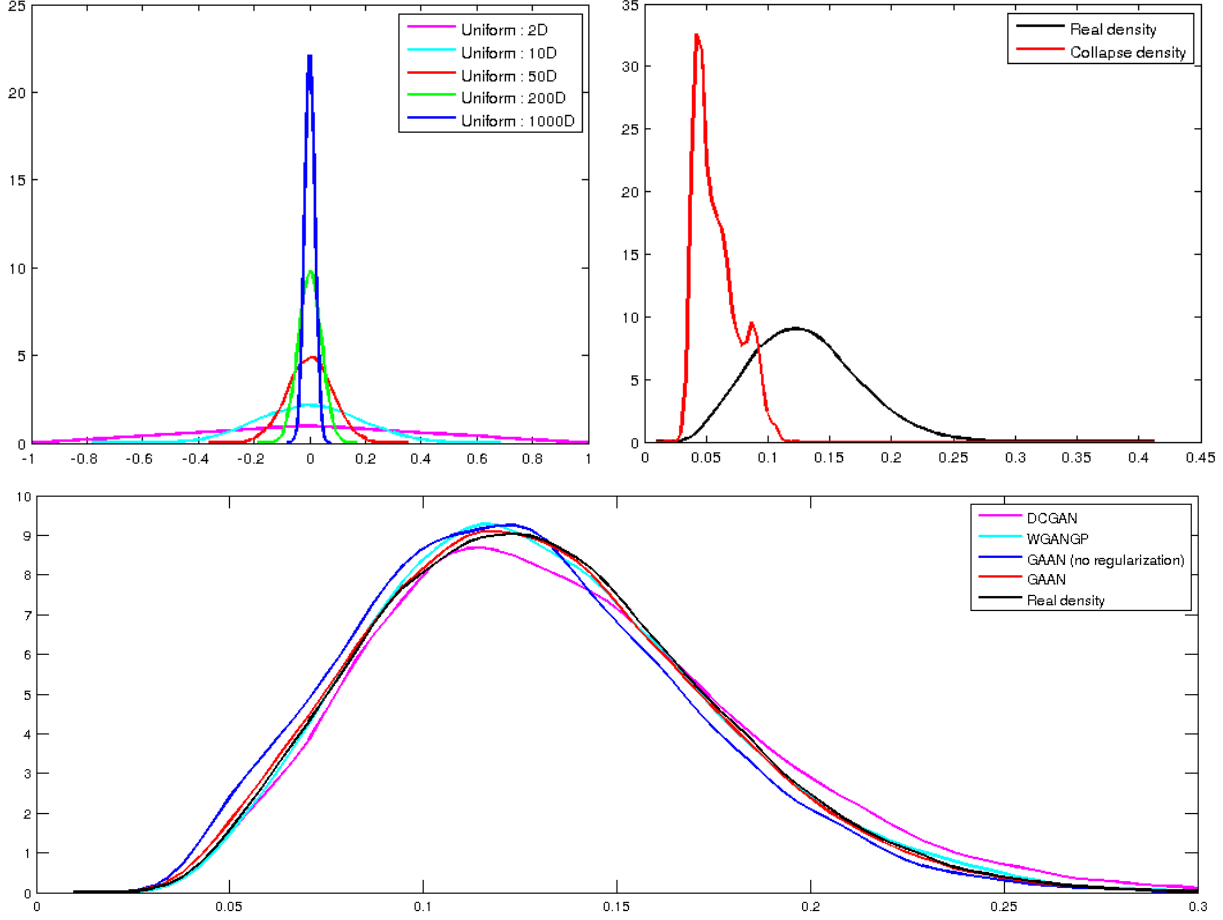 25
20
15
10
5
0
-1 -0.8 -0.6 -0.4 -0.2 0 0.2 0.4 0.6 0.8 1
Uniform : 2D
Uniform : 10D
Uniform : 50D
Uniform : 200D
Uniform : 1000D
35
30
25
20
15
10
5
0
0 0.05 0.1 0.15 0.2 0.25 0.3 0.35 0.4 0.45
Real density
Collapse density
10
9
8
7
6
5
4
3
2
1
0
0 0.05 0.1 0.15 0.2 0.25 0.3
DCGAN
WGANGP
GAAN (no regularization)
GAAN
Real density